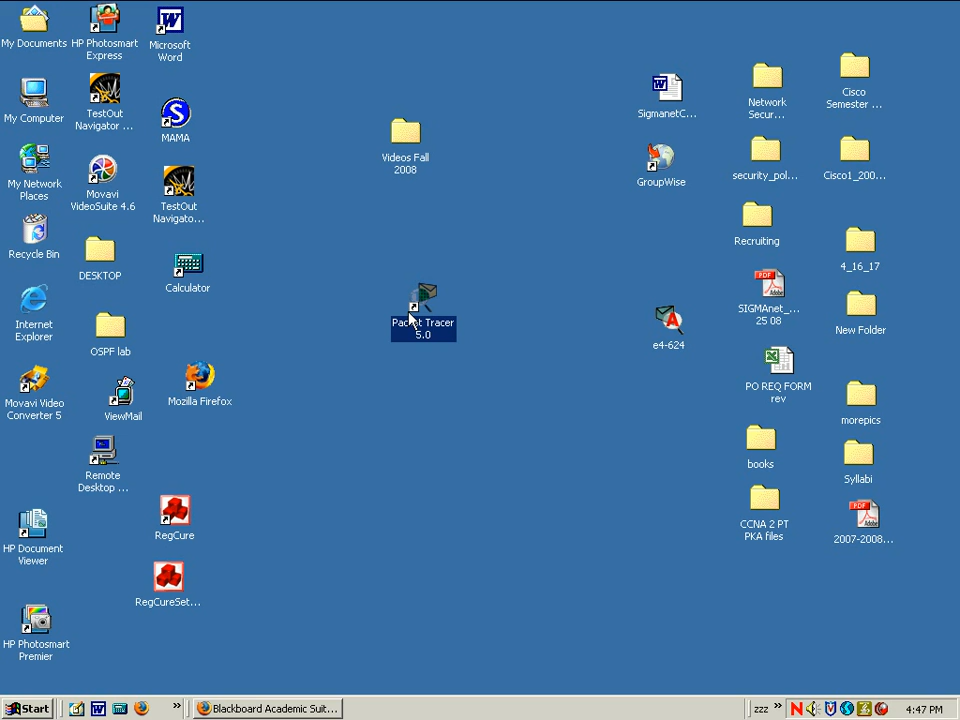 My Documents
HP Photosmart
Express
Microsoft
Word
My Computer
TestOut
Navigator ...
MAMA
My Network
Places
Movavi
VideoSuite 4.6
TestOut
Navigato...
Recycle Bin
DESKTOP
Calculator
Internet
Explorer
OSPF lab
Movavi Video
Converter 5
ViewMail
Mozilla Firefox
Remote
Desktop ...
RegCure
HP Document
Viewer
RegCureSet...
HP Photosmart
Premier
Videos Fall
2008
Packet Tracer
5.0
SigmanetC...
Network
Secur...
Cisco
Semester ...
GroupWise
security_pol...
Cisco1_200...
Recruiting
4_16_17
SIGMAnet_...
25 08
New Folder
e4-624
PO REQ FORM
rev
morepics
books
Syllabi
CCNA 2 PT
PKA files
2007-2008...
Start
Blackboard Academic Suit...
zzz
4:47 PM